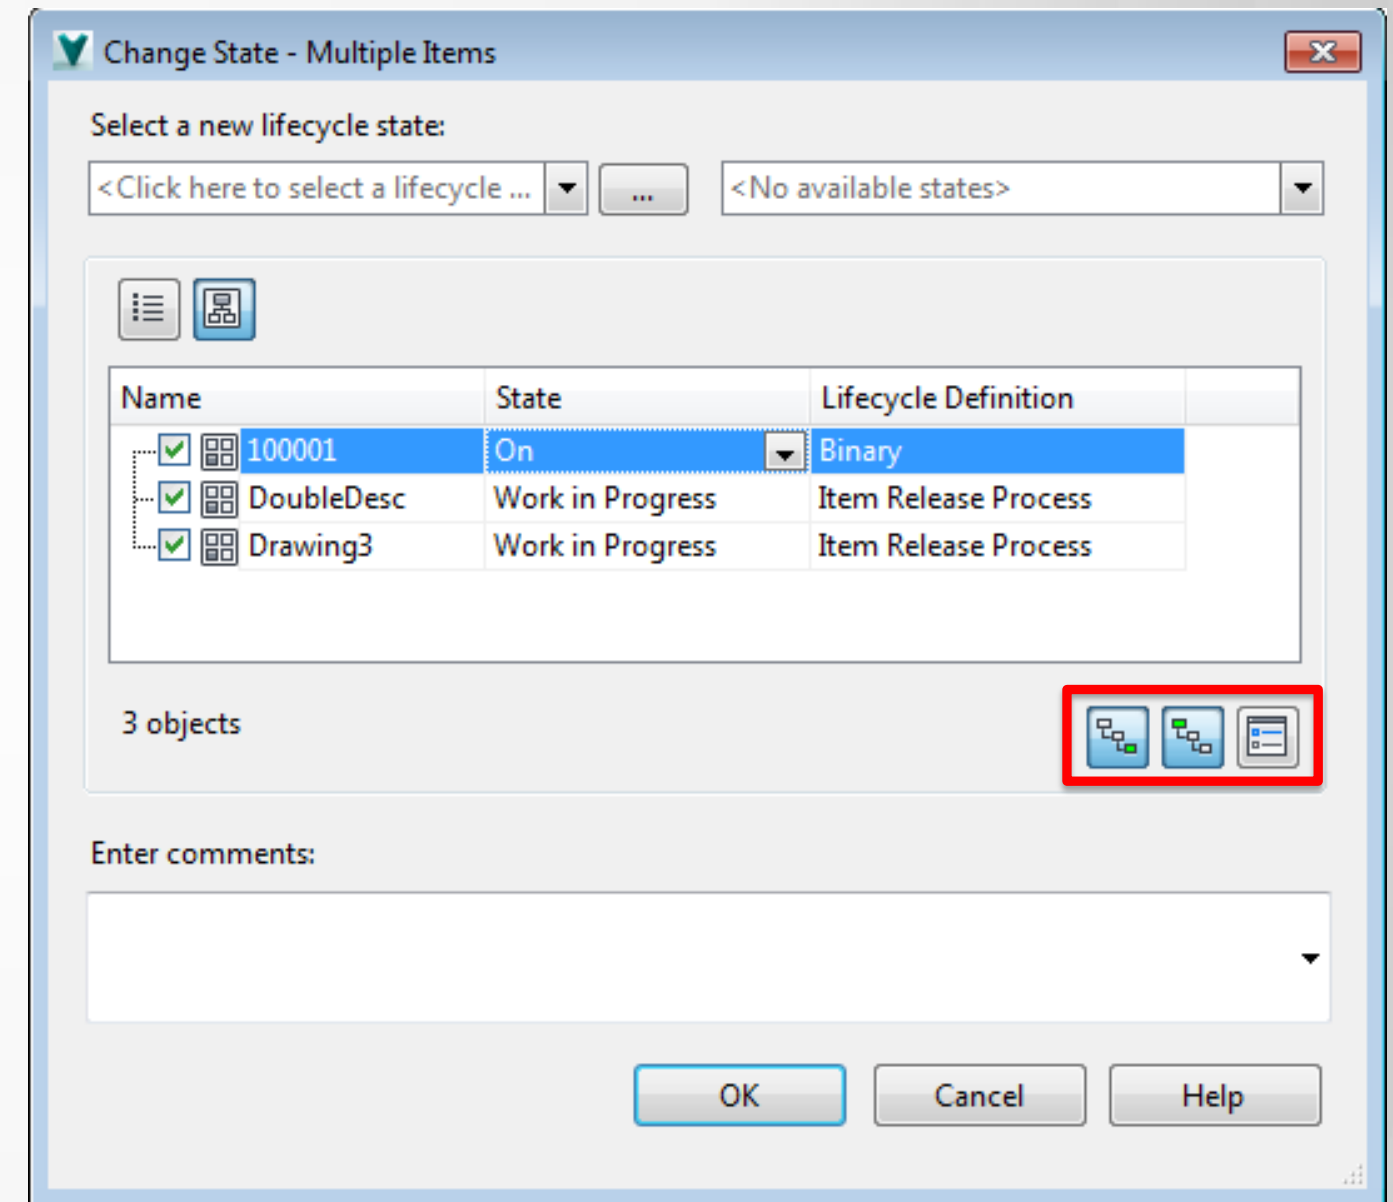 Change State - Multiple Items
Select a new lifecycle state:
<Click here to select a lifecycle ... ... <No available states>
Name State Lifecycle Definition
100001 On Binary
DoubleDesc Work in Progress Item Release Process
Drawing3 Work in Progress Item Release Process
3 objects
Enter comments:
OK Cancel Help